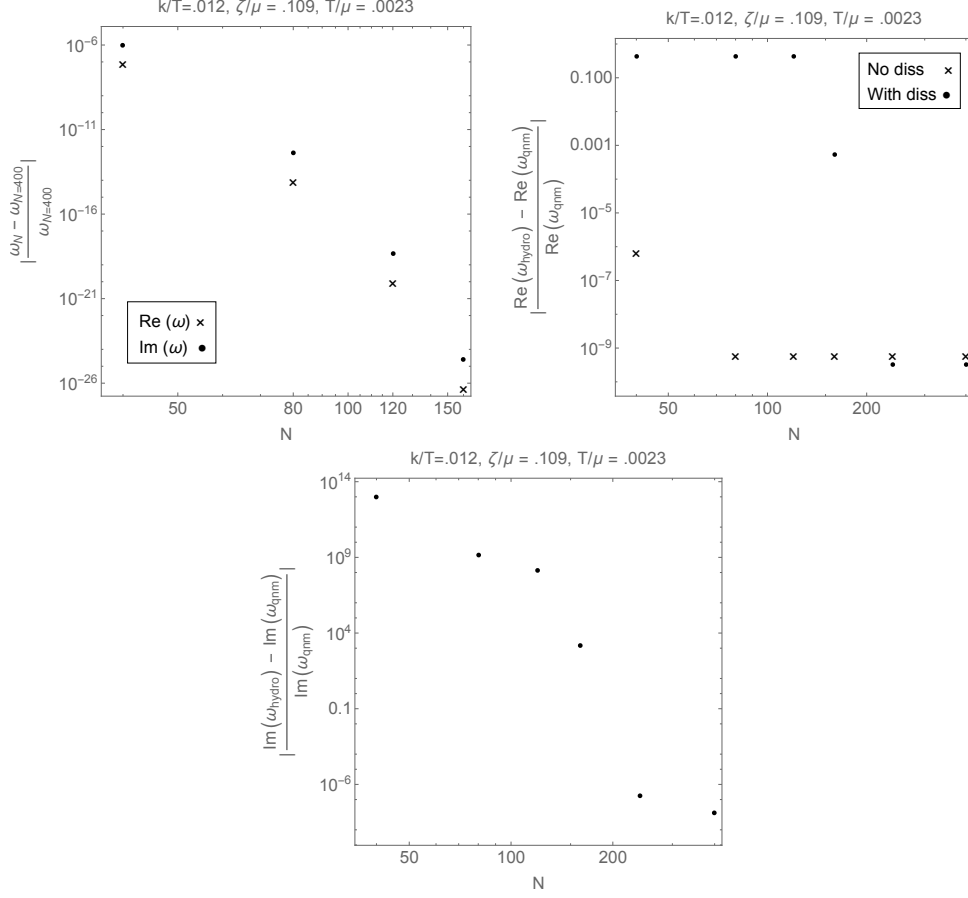 k/T=.012, ζ/μ = .109, T/μ = .0023
10^-6
10^-11
10^-16
10^-21
10^-26
| (ω_N − ω_{N=400}) / ω_{N=400} |
Re (ω) ×
Im (ω) •
50 80 100 120 150
N
k/T=.012, ζ/μ = .109, T/μ = .0023
0.100
0.001
10^-5
10^-7
10^-9
| (Re (ω_hydro) − Re (ω_qnm)) / Re (ω_qnm) |
No diss ×
With diss •
50 100 200
N
k/T=.012, ζ/μ = .109, T/μ = .0023
10^14
10^9
10^4
0.1
10^-6
| (Im (ω_hydro) − Im (ω_qnm)) / Im (ω_qnm) |
50 100 200
N